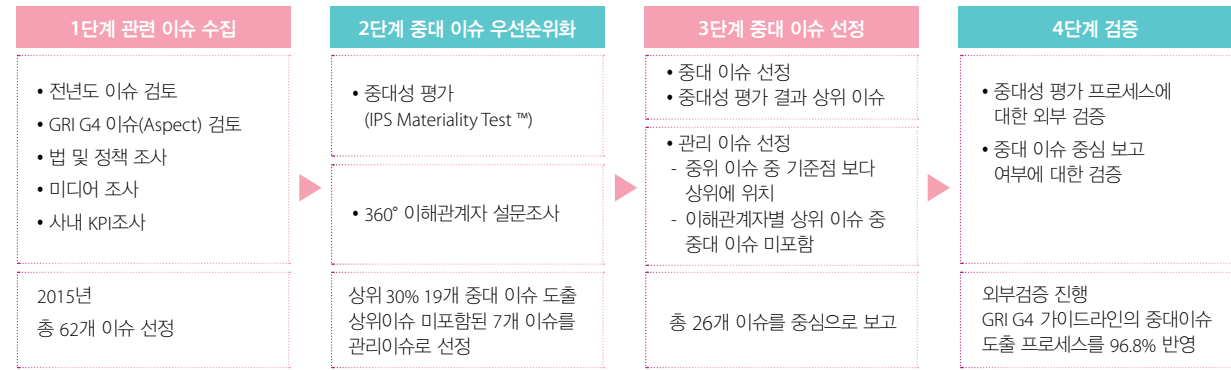 1단계 관련 이슈 수집
• 전년도 이슈 검토
• GRI G4 이슈(Aspect) 검토
• 법 및 정책 조사
• 미디어 조사
• 사내 KPI조사
2015년
총 62개 이슈 선정
2단계 중대 이슈 우선순위화
• 중대성 평가
(IPS Materiality Test ™)
• 360° 이해관계자 설문조사
상위 30% 19개 중대 이슈 도출
상위이슈 미포함된 7개 이슈를
관리이슈로 선정
3단계 중대 이슈 선정
• 중대 이슈 선정
• 중대성 평가 결과 상위 이슈
• 관리 이슈 선정
- 중위 이슈 중 기준점 보다
상위에 위치
- 이해관계자별 상위 이슈 중
중대 이슈 미포함
총 26개 이슈를 중심으로 보고
4단계 검증
• 중대성 평가 프로세스에
대한 외부 검증
• 중대 이슈 중심 보고
여부에 대한 검증
외부검증 진행
GRI G4 가이드라인의 중대이슈
도출 프로세스를 96.8% 반영